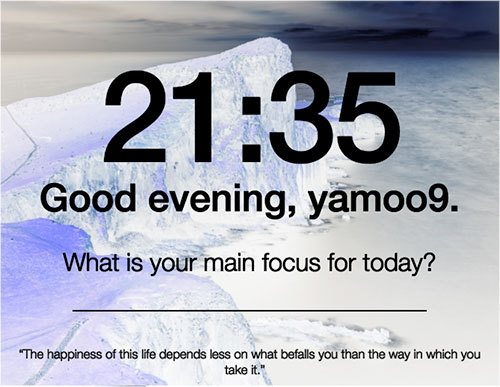 21:35
Good evening, yamoo9.
What is your main focus for today?
“The happiness of this life depends less on what befalls you than the way in which you
take it.”